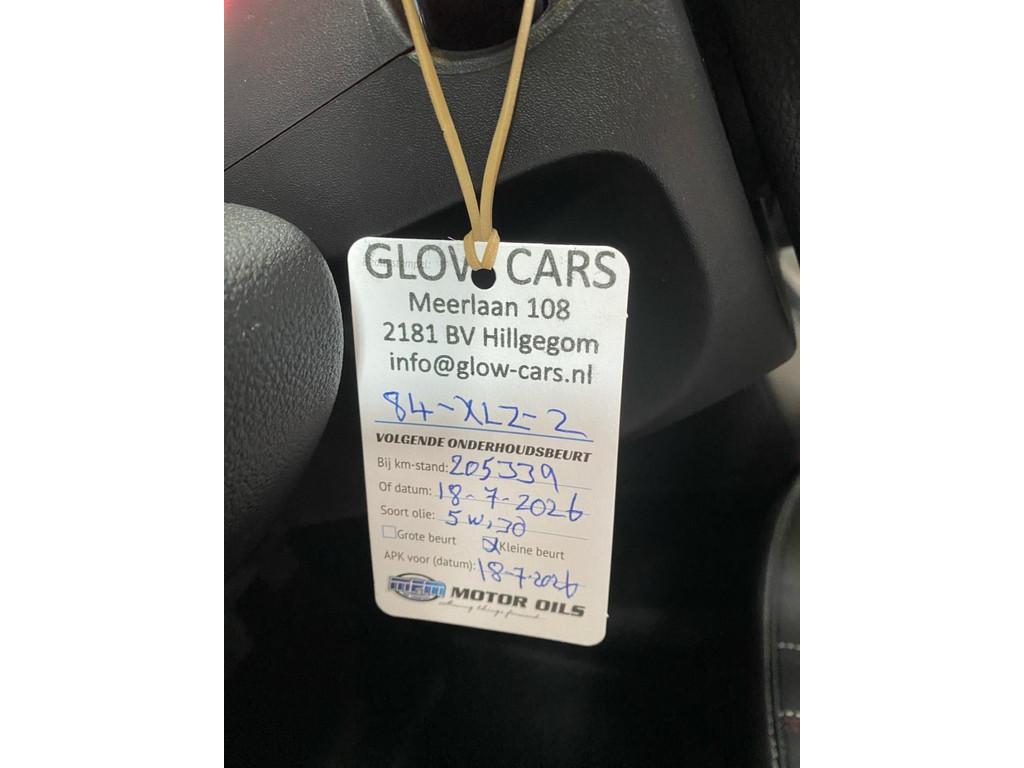 GLOW CARS
Meerlaan 108
2181 BV Hillgegom
info@glow-cars.nl
84-XLZ-2
VOLGENDE ONDERHOUDSBEURT
Bij km-stand: 205339
Of datum: 18-7-2026
Soort olie: 5w,30
Grote beurt Kleine beurt
APK voor (datum): 18-7-2026
MOTOR OILS